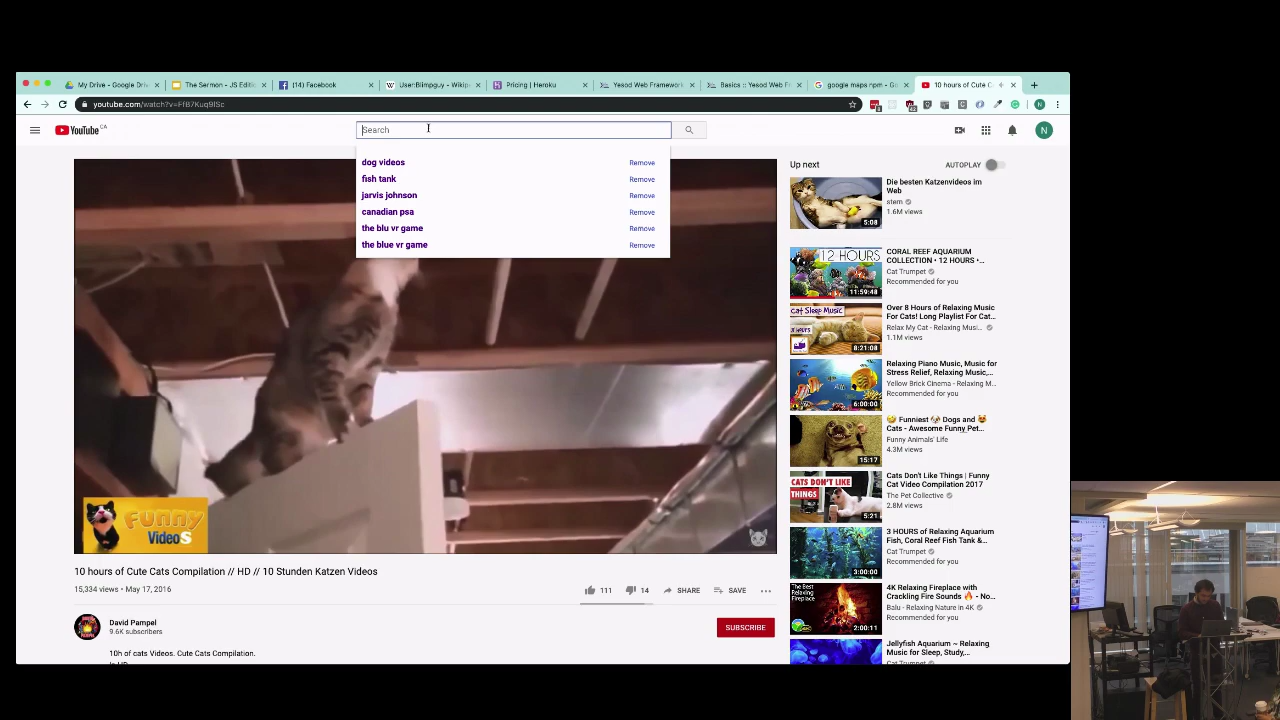 My Drive - Google Driv
The Sermon - JS Editi
(14) Facebook
User:Blimpguy - Wikip
Pricing | Heroku
Yesod Web Framework
Basics :: Yesod Web Fr
google maps npm - Go
10 hours of Cute C
youtube.com/watch?v=Ff87Kuq9lSc
YouTube CA
Search
N
dog videos Remove
fish tank Remove
jarvis johnson Remove
canadian psa Remove
the blu vr game Remove
the blue vr game Remove
FUNNY
VideoS
10 hours of Cute Cats Compilation // HD // 10 Stunden Katzen Videos
15,334 views • May 17, 2016
111
14
SHARE
SAVE
David Pampel
9.6K subscribers
SUBSCRIBE
10h of cats Videos. Cute Cats Compilation.
Up next
AUTOPLAY
Die besten Katzenvideos im
Web
stern
1.6M views
5:08
CORAL REEF AQUARIUM
COLLECTION • 12 HOURS •...
Cat Trumpet
Recommended for you
12 HOURS
11:59:48
Over 8 Hours of Relaxing Music
For Cats! Long Playlist For Cat...
Relax My Cat - Relaxing Musi...
1.1M views
Cat Sleep Music
8:21:08
Relaxing Piano Music, Music for
Stress Relief, Relaxing Music,...
Yellow Brick Cinema - Relaxing M...
Recommended for you
6:00:00
🤣 Funniest 🐶 Dogs and 😻
Cats - Awesome Funny Pet...
Funny Animals' Life
4.3M views
15:17
Cats Don't Like Things | Funny
Cat Video Compilation 2017
The Pet Collective
2.8M views
CATS DON'T LIKE
THINGS
5:21
3 HOURS of Relaxing Aquarium
Fish, Coral Reef Fish Tank &...
Cat Trumpet
Recommended for you
3:00:00
4K Relaxing Fireplace with
Crackling Fire Sounds 🔥 - No...
Balu - Relaxing Nature in 4K
Recommended for you
The Best
Relaxing
Fireplace
2:00:11
Jellyfish Aquarium ~ Relaxing
Music for Sleep, Study,...